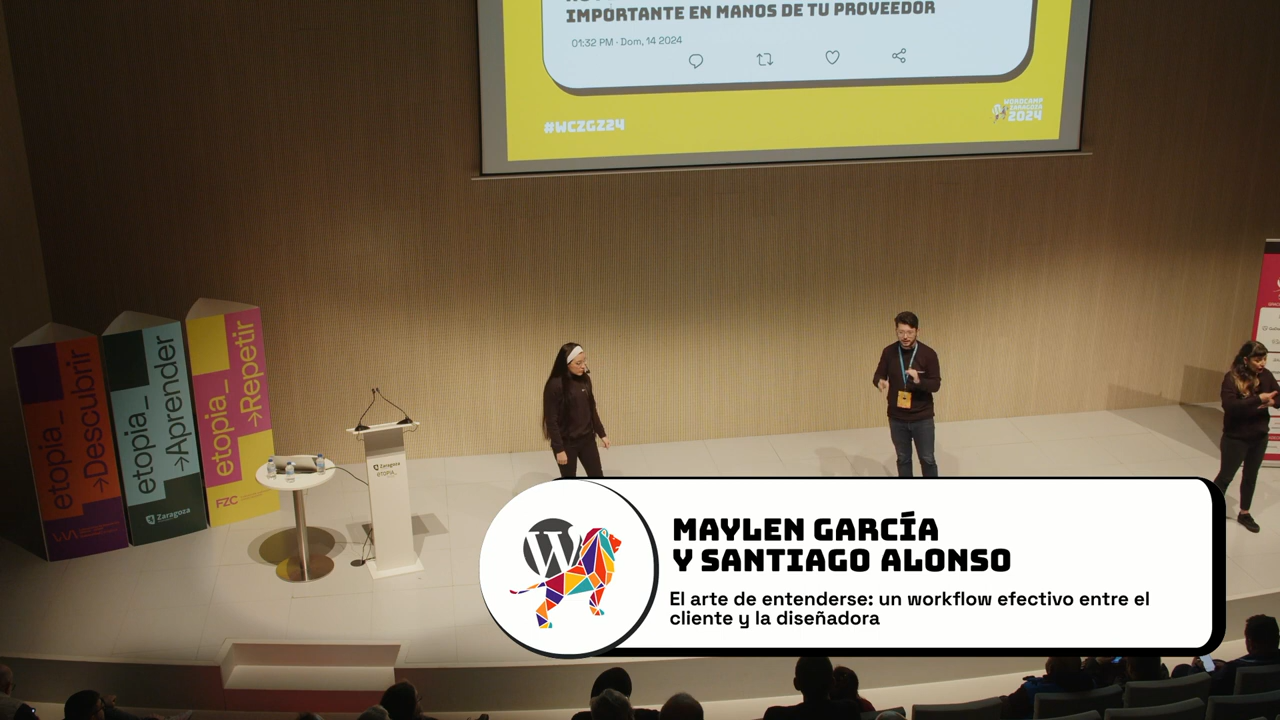 IMPORTANTE EN MANOS DE TU PROVEEDOR
01:32 PM · Dom, 14 2024
#WCZGZ24
WORDCAMP
ZARAGOZA
2024
etopia_
→Descubrir
etopia_
→Aprender
Zaragoza
etopia_
→Repetir
FZC
Zaragoza
ETOPIA_
W
MAYLEN GARCÍA
Y SANTIAGO ALONSO
El arte de entenderse: un workflow efectivo entre el
cliente y la diseñadora